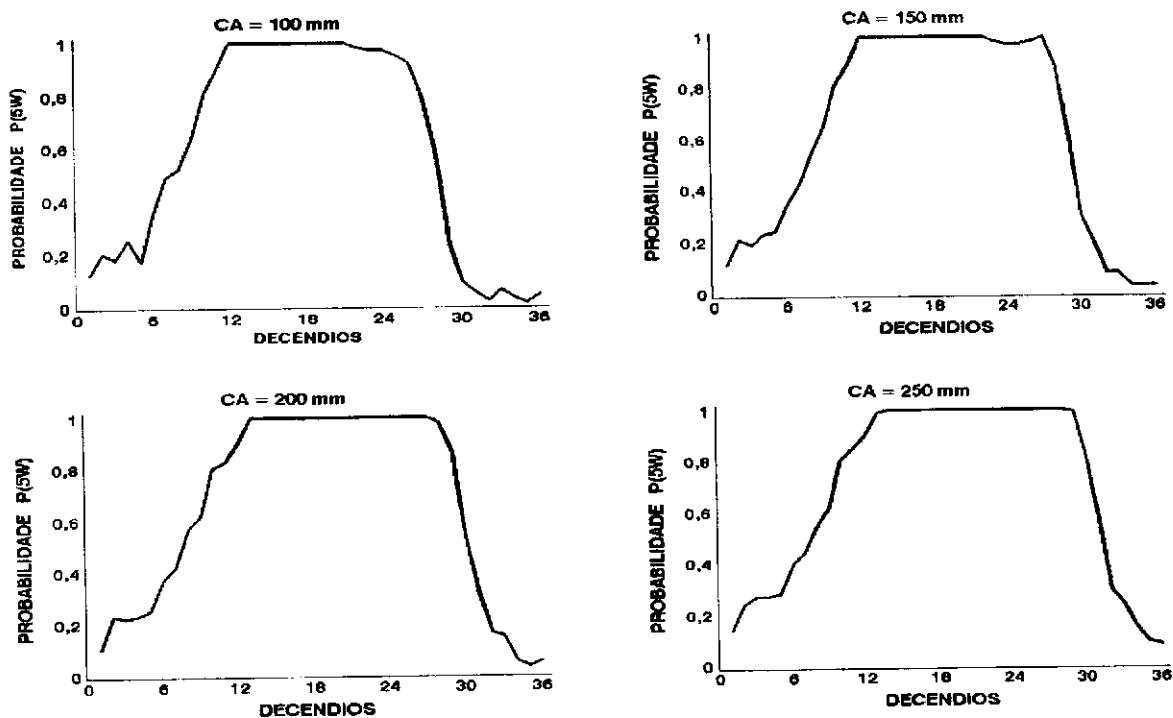 CA = 100 mm
PROBABILIDADE P(5W)
1
0,8
0,6
0,4
0,2
0
0 6 12 18 24 30 36
DECENDIOS
CA = 150 mm
PROBABILIDADE P(5W)
1
0,8
0,6
0,4
0,2
0
0 6 12 18 24 30 36
DECENDIOS
CA = 200 mm
PROBABILIDADE P(5W)
1
0,8
0,6
0,4
0,2
0
0 6 12 18 24 30 36
DECENDIOS
CA = 250 mm
PROBABILIDADE P(5W)
1
0,8
0,6
0,4
0,2
0
0 6 12 18 24 30 36
DECENDIOS